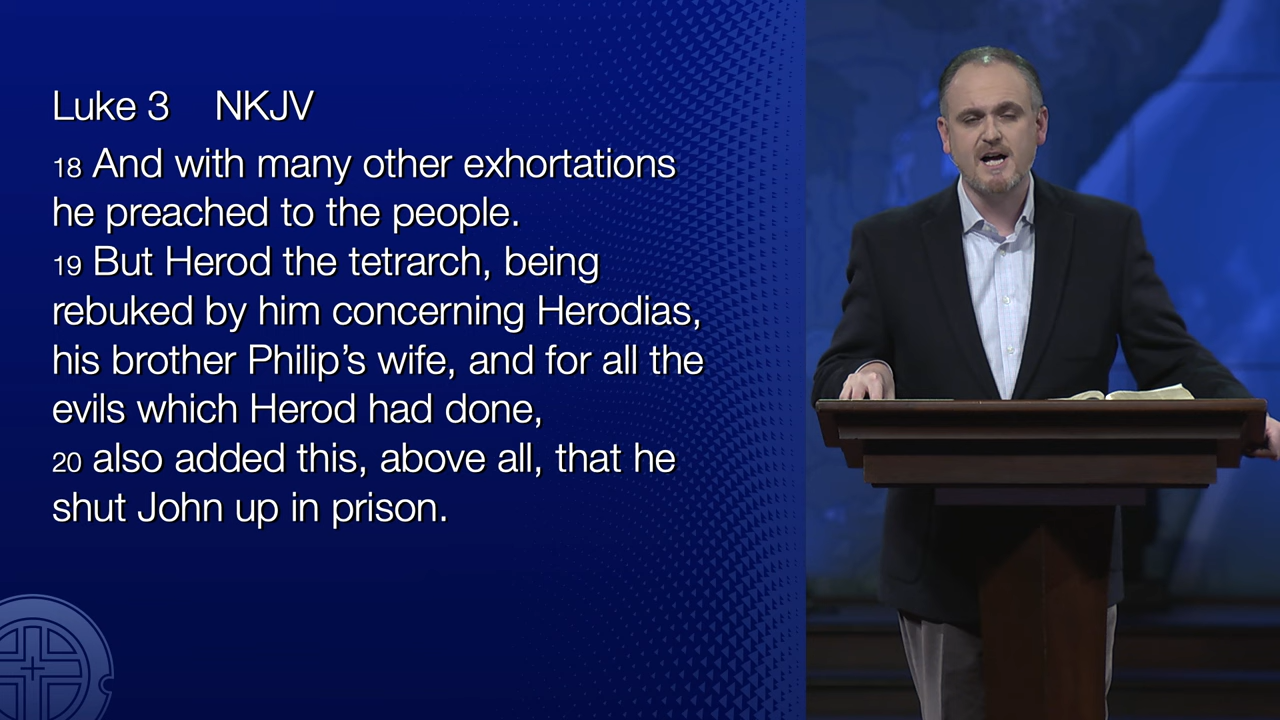 Luke 3 NKJV
18 And with many other exhortations
he preached to the people.
19 But Herod the tetrarch, being
rebuked by him concerning Herodias,
his brother Philip’s wife, and for all the
evils which Herod had done,
20 also added this, above all, that he
shut John up in prison.